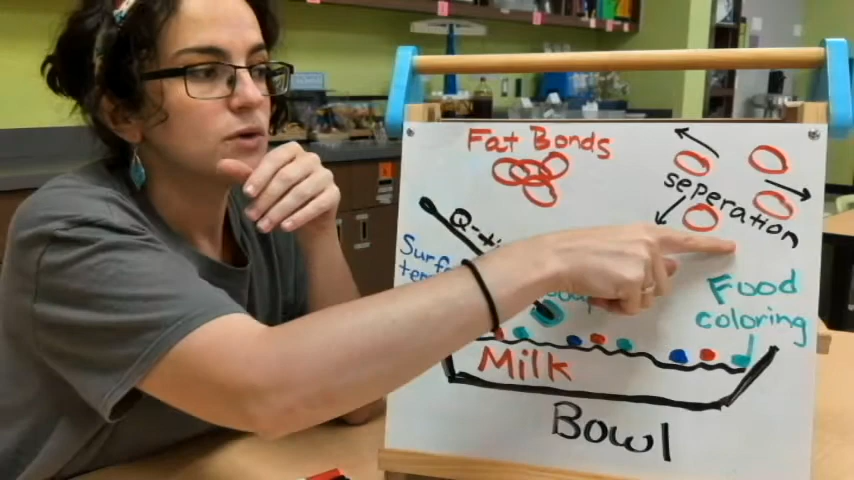 Fat Bonds
seperation
Food
coloring
Milk
Bowl